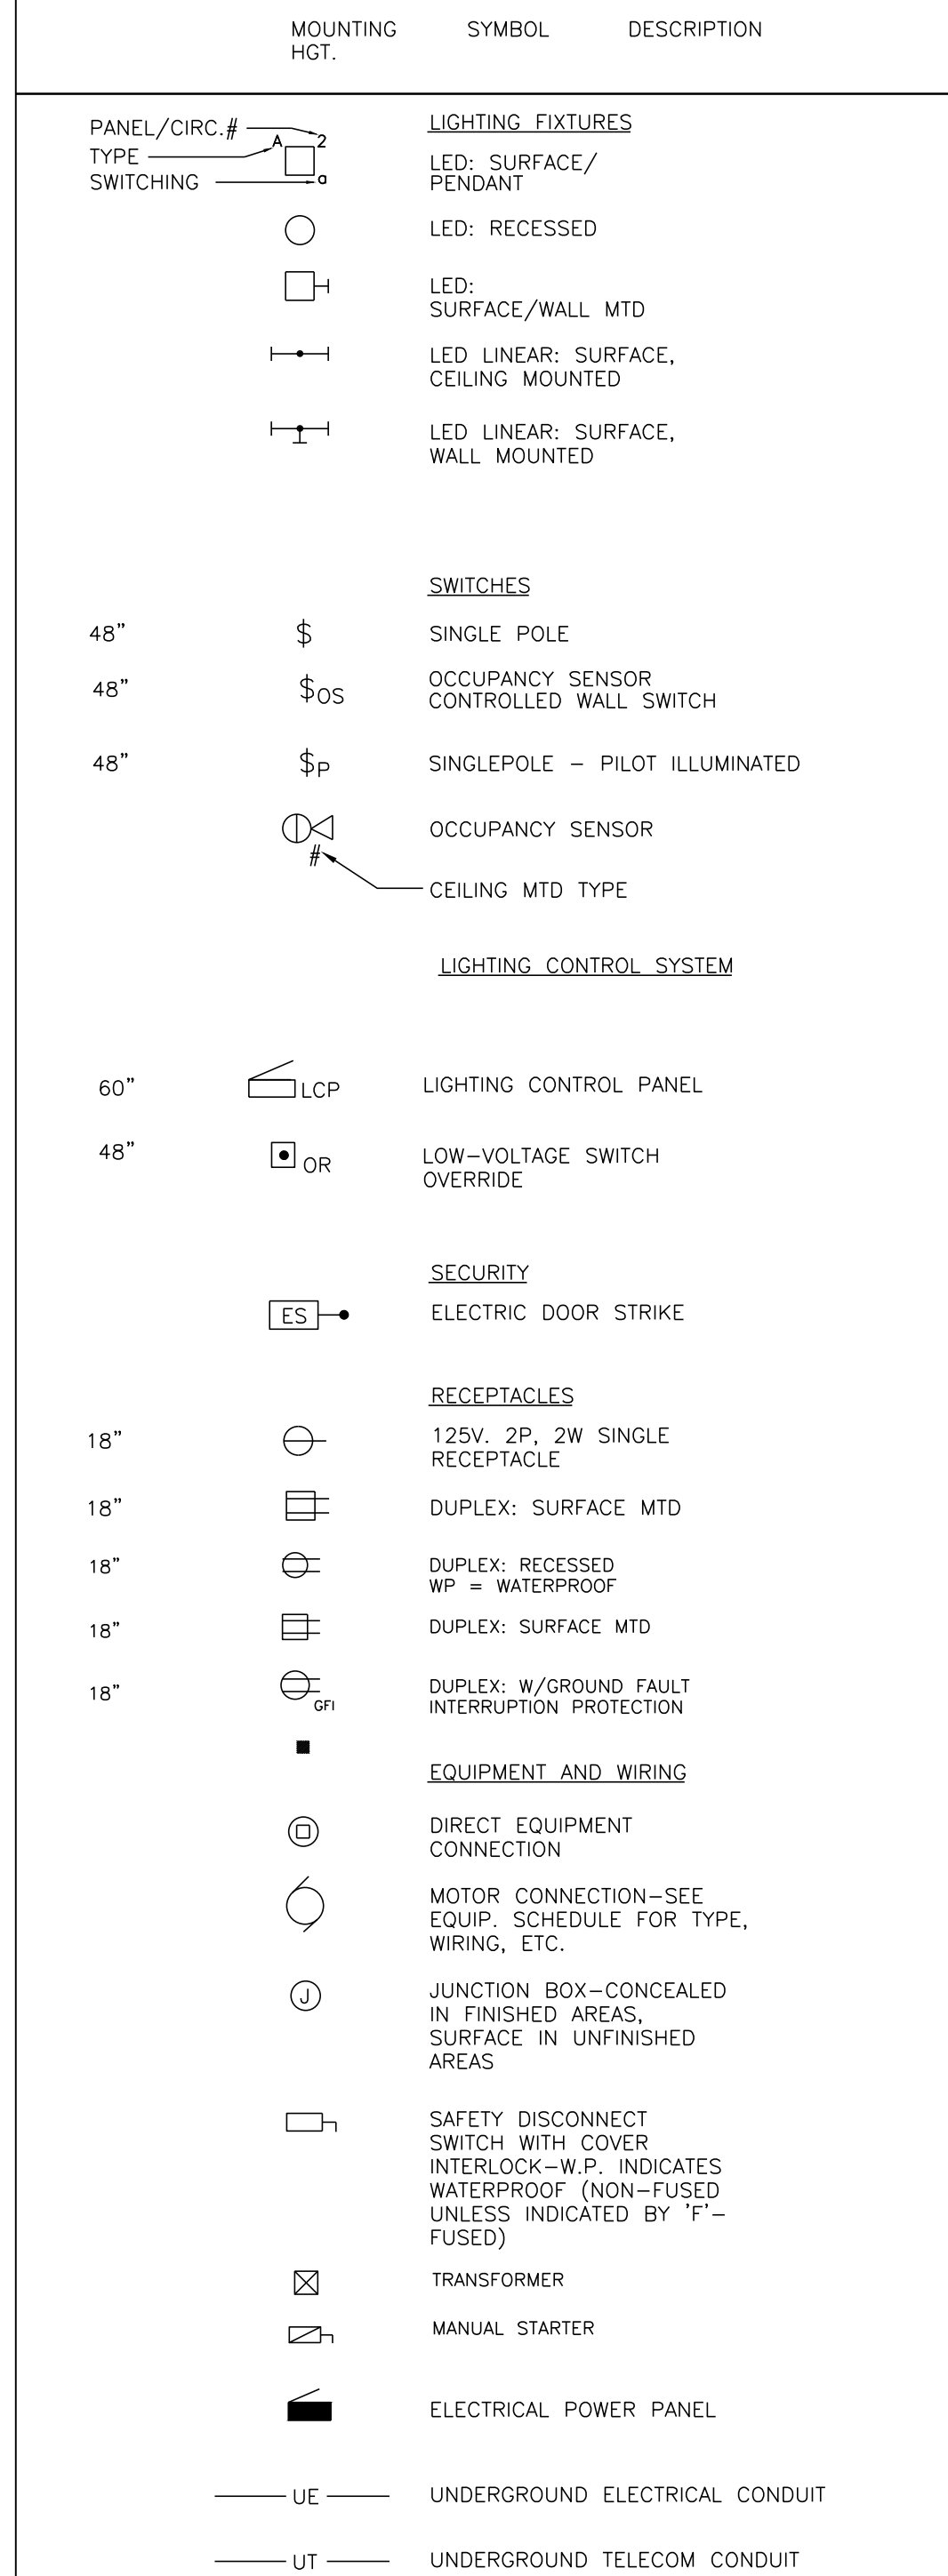 MOUNTING SYMBOL DESCRIPTION
HGT.
LIGHTING FIXTURES
PANEL/CIRC.#
A 2
TYPE
LED: SURFACE/
SWITCHING a
PENDANT
LED: RECESSED
LED:
SURFACE/WALL MTD
LED LINEAR: SURFACE,
CEILING MOUNTED
LED LINEAR: SURFACE,
WALL MOUNTED
SWITCHES
48" $ SINGLE POLE
48" $OS OCCUPANCY SENSOR
CONTROLLED WALL SWITCH
48" $P SINGLEPOLE - PILOT ILLUMINATED
OCCUPANCY SENSOR
#
CEILING MTD TYPE
LIGHTING CONTROL SYSTEM
60" LCP LIGHTING CONTROL PANEL
48" OR LOW-VOLTAGE SWITCH
OVERRIDE
SECURITY
ES ELECTRIC DOOR STRIKE
RECEPTACLES
18" 125V. 2P, 2W SINGLE
RECEPTACLE
18" DUPLEX: SURFACE MTD
18" DUPLEX: RECESSED
WP = WATERPROOF
18" DUPLEX: SURFACE MTD
18" DUPLEX: W/GROUND FAULT
GFI INTERRUPTION PROTECTION
EQUIPMENT AND WIRING
DIRECT EQUIPMENT
CONNECTION
MOTOR CONNECTION-SEE
EQUIP. SCHEDULE FOR TYPE,
WIRING, ETC.
J JUNCTION BOX-CONCEALED
IN FINISHED AREAS,
SURFACE IN UNFINISHED
AREAS
SAFETY DISCONNECT
SWITCH WITH COVER
INTERLOCK-W.P. INDICATES
WATERPROOF (NON-FUSED
UNLESS INDICATED BY 'F'-
FUSED)
TRANSFORMER
MANUAL STARTER
ELECTRICAL POWER PANEL
UE UNDERGROUND ELECTRICAL CONDUIT
UT UNDERGROUND TELECOM CONDUIT